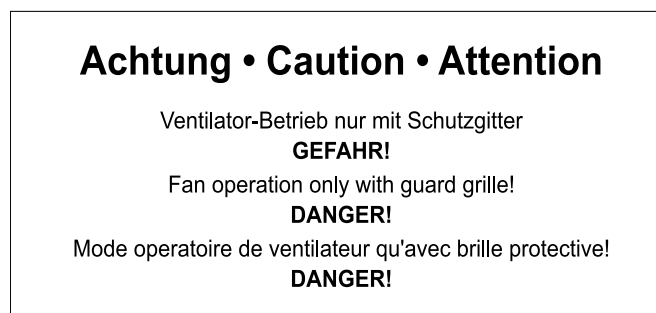 Achtung • Caution • Attention
Ventilator-Betrieb nur mit Schutzgitter
GEFAHR!
Fan operation only with guard grille!
DANGER!
Mode operatoire de ventilateur qu'avec brille protective!
DANGER!